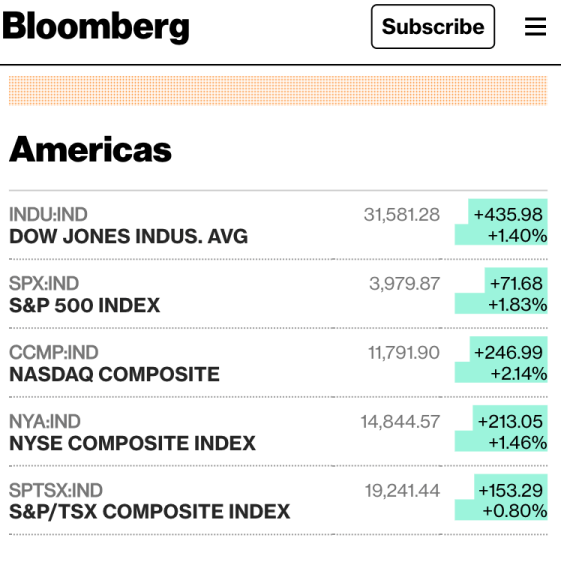 Bloomberg
Subscribe
Americas
INDU:IND 31,581.28 +435.98
DOW JONES INDUS. AVG +1.40%
SPX:IND 3,979.87 +71.68
S&P 500 INDEX +1.83%
CCMP:IND 11,791.90 +246.99
NASDAQ COMPOSITE +2.14%
NYA:IND 14,844.57 +213.05
NYSE COMPOSITE INDEX +1.46%
SPTSX:IND 19,241.44 +153.29
S&P/TSX COMPOSITE INDEX +0.80%